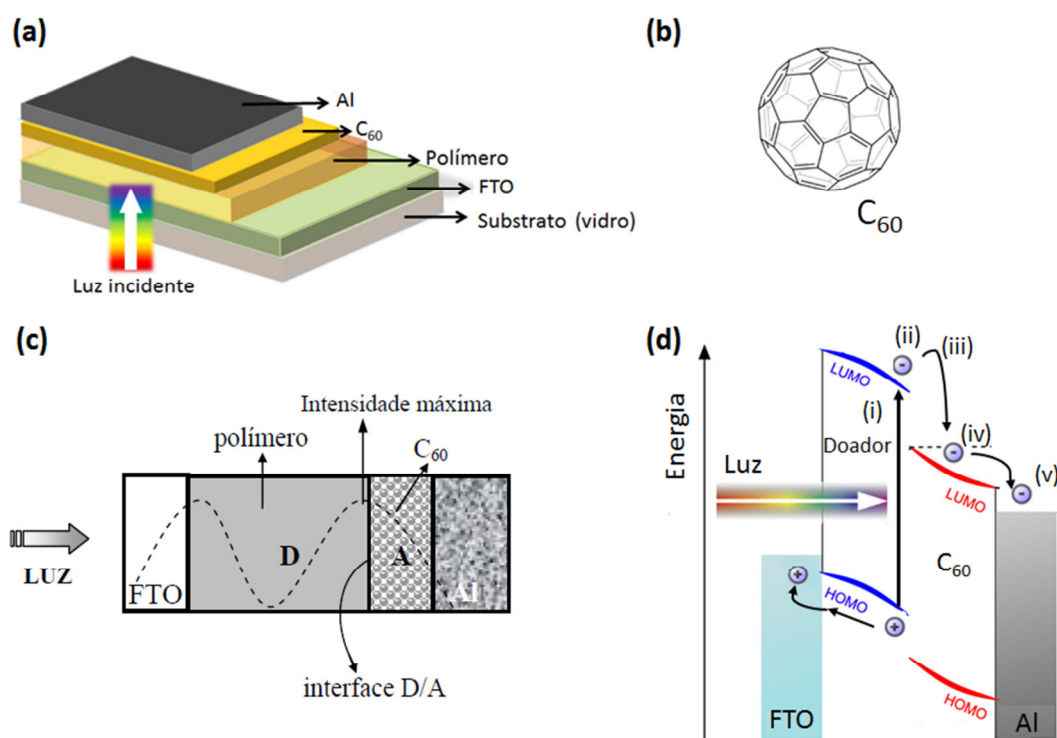 (a)
Al
C₆₀
Polímero
FTO
Substrato (vidro)
Luz incidente
(b)
C₆₀
(c)
Intensidade máxima
polímero
C₆₀
LUZ
FTO
D
A
Al
interface D/A
(d)
Energia
LUMO
(ii)
(iii)
(i)
Doador
Luz
(iv)
LUMO
(v)
C₆₀
HOMO
HOMO
FTO
Al